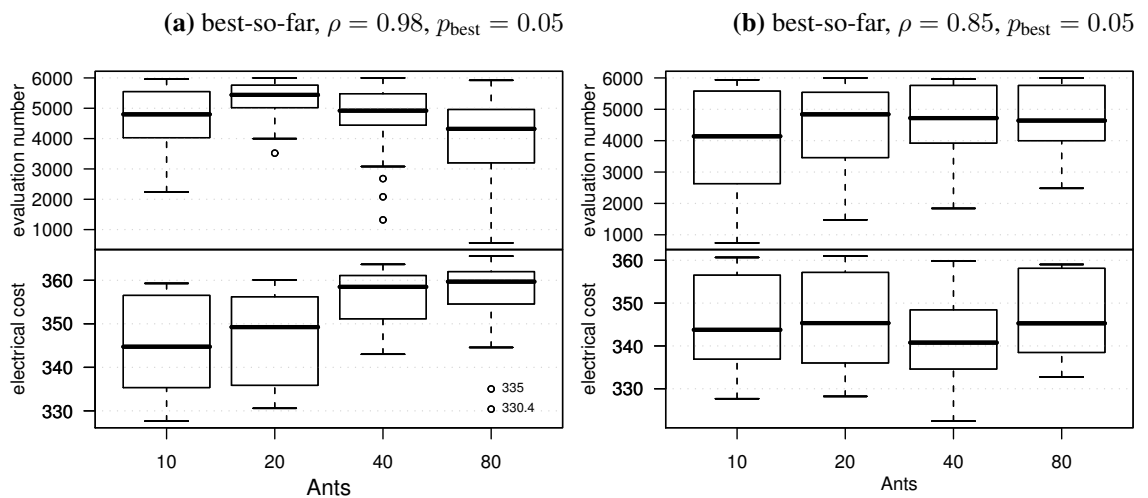 (a) best-so-far, ρ = 0.98, p_best = 0.05
evaluation number
6000
5000
4000
3000
2000
1000
electrical cost
360
350
340
330
335
330.4
10 20 40 80
Ants
(b) best-so-far, ρ = 0.85, p_best = 0.05
evaluation number
6000
5000
4000
3000
2000
1000
electrical cost
360
350
340
330
10 20 40 80
Ants